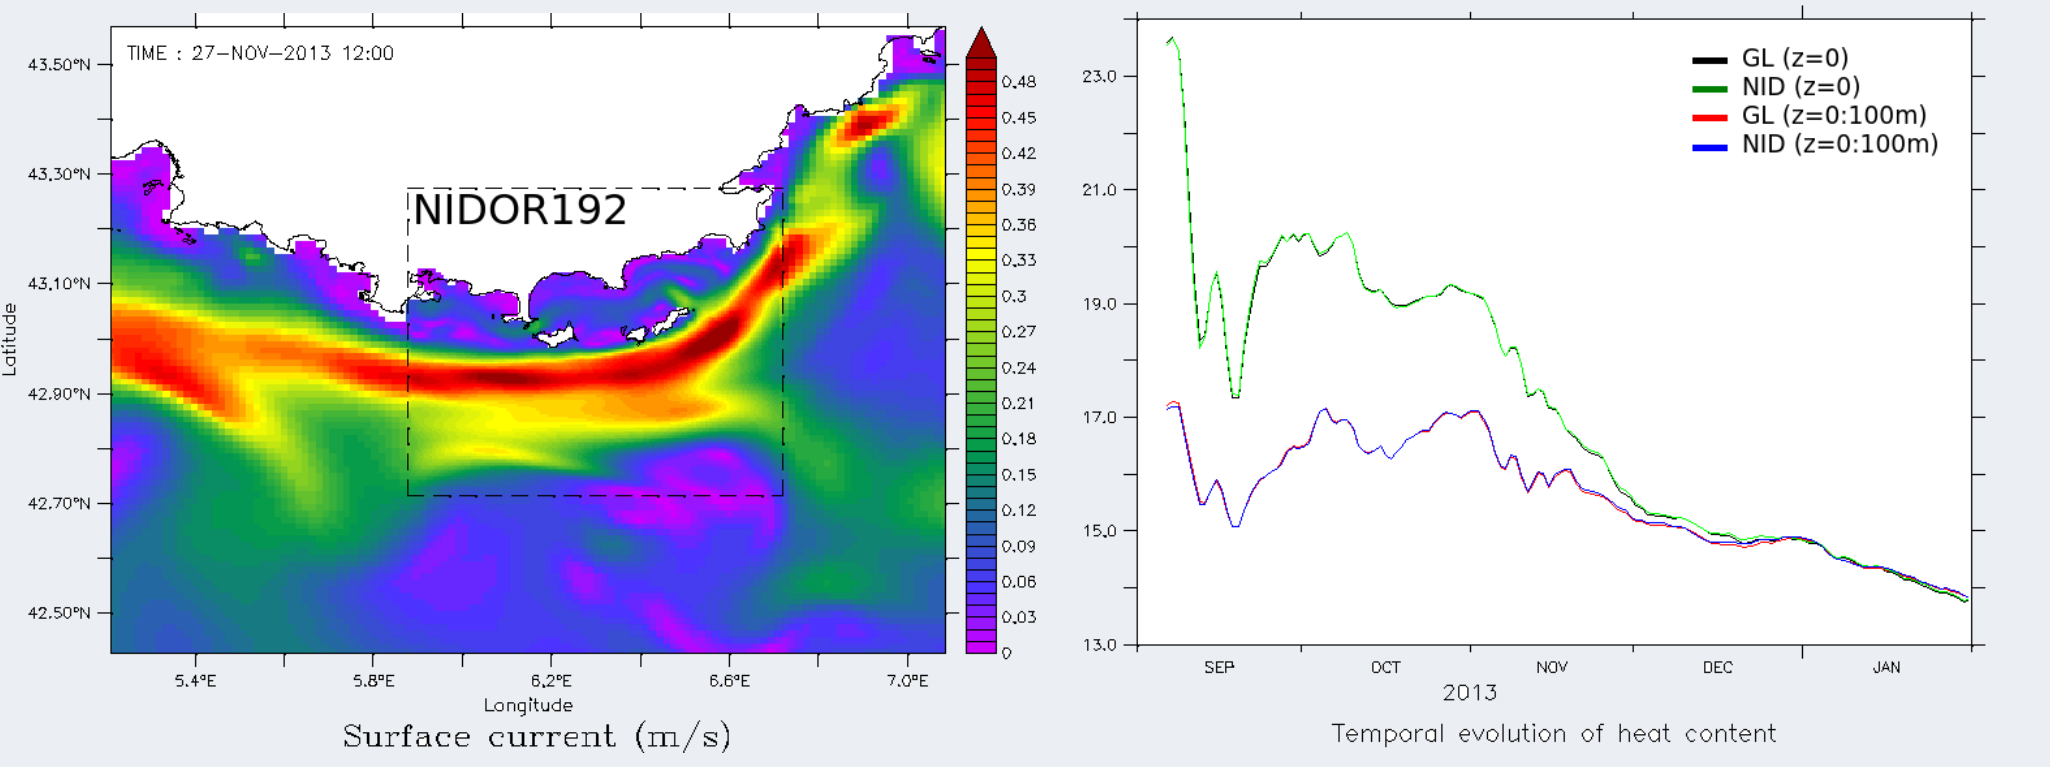 TIME : 27-NOV-2013 12:00
NIDOR192
43.50°N
43.30°N
43.10°N
42.90°N
42.70°N
42.50°N
Latitude
5.4°E
5.8°E
6.2°E
6.6°E
7.0°E
Longitude
Surface current (m/s)
0.48
0.45
0.42
0.39
0.36
0.33
0.3
0.27
0.24
0.21
0.18
0.15
0.12
0.09
0.06
0.03
0
GL (z=0)
NID (z=0)
GL (z=0:100m)
NID (z=0:100m)
23.0
21.0
19.0
17.0
15.0
13.0
SEP
OCT
NOV
DEC
JAN
2013
Temporal evolution of heat content